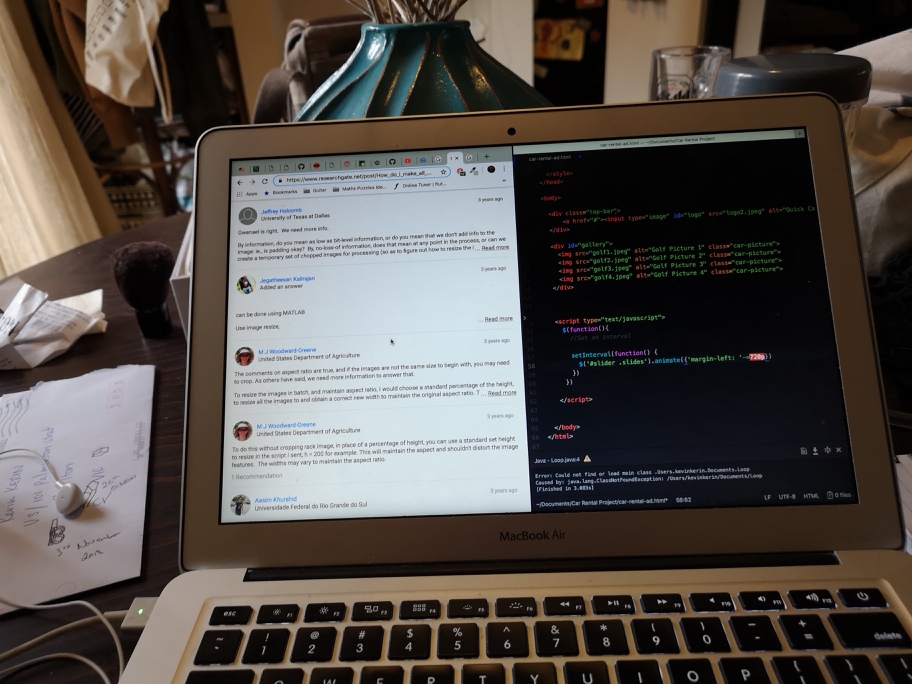 https://www.researchgate.net/post/How_do_I_make_all_
Apps
Bookmarks
Guitar
Maths Puzzles Ide...
Online Tuner | Fur...
3 years ago
Jeffrey Holcomb
University of Texas at Dallas
Gwenael is right. We need more info.
By information, do you mean as low as bit-level information, or do you mean that we don't add info to the
image: ie., is padding okay? By, no-loss-of information, does that mean at any point in the process, or can we
create a temporary set of chopped images for processing (so as to figure out how to resize the i ... Read more
3 years ago
Jegatheesan Kalirajan
Added an answer
can be done using MATLAB
Use image resize,
... Read more
3 years ago
M J Woodward-Greene
United States Department of Agriculture
The comments on aspect ratio are true, and if the images are not the same size to begin with, you may need
to crop. As others have said, we need more information to answer that.
To resize the images in batch, and maintain aspect ratio, I would choose a standard percentage of the height,
to resize all the images to and obtain a correct new width to maintain the original aspect ratio. T ... Read more
3 years ago
M J Woodward-Greene
United States Department of Agriculture
To do this without cropping each image, in place of a percentage of height, you can use a standard set height
to resize in the script I sent, h = 200 for example. This will maintain the aspect and shouldn't distort the image
features. The widths may vary to maintain the aspect ratio.
1 Recommendation
3 years ago
Aasim Khurshid
Universidade Federal do Rio Grande do Sul
car-rental-ad.html — ~/Documents/Car Rental Project
car-rental-ad.html
</style>
</head>
<body>
<div class="top-bar">
<a href="#"><input type="image" id="logo" src="logo2.jpeg" alt="Quick C
</div>
<div id="gallery">
<img src="golf1.jpeg" alt="Golf Picture 1" class="car-picture">
<img src="golf2.jpeg" alt="Golf Picture 2" class="car-picture">
<img src="golf3.jpeg" alt="Golf Picture 3" class="car-picture">
<img src="golf4.jpeg" alt="Golf Picture 4" class="car-picture">
</div>
<script type="text/javascript">
$(function(){
//Set an interval
setInterval(function() {
$('#slider .slides').animate({'margin-left: '-=720p})
})
})
</script>
</body>
</html>
Java - Loop.java:4
Error: Could not find or load main class .Users.kevinkerin.Documents.Loop
Caused by: java.lang.ClassNotFoundException: /Users/kevinkerin.Documents.Loop
[Finished in 3.003s]
~/Documents/Car Rental Project/car-rental-ad.html*
58:62
LF
UTF-8
HTML
0 files
MacBook Air
3rd November
esc
F1
F2
F3
F4
F5
F6
F7
F8
F9
F10
F11
F12
~
`
!
1
@
2
#
3
$
4
%
5
^
6
&
7
*
8
(
9
)
0
-
+
=
delete